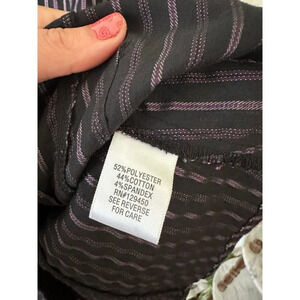 52%POLYESTER
44%COTTON
4%SPANDEX
RN#129450
SEE REVERSE
FOR CARE